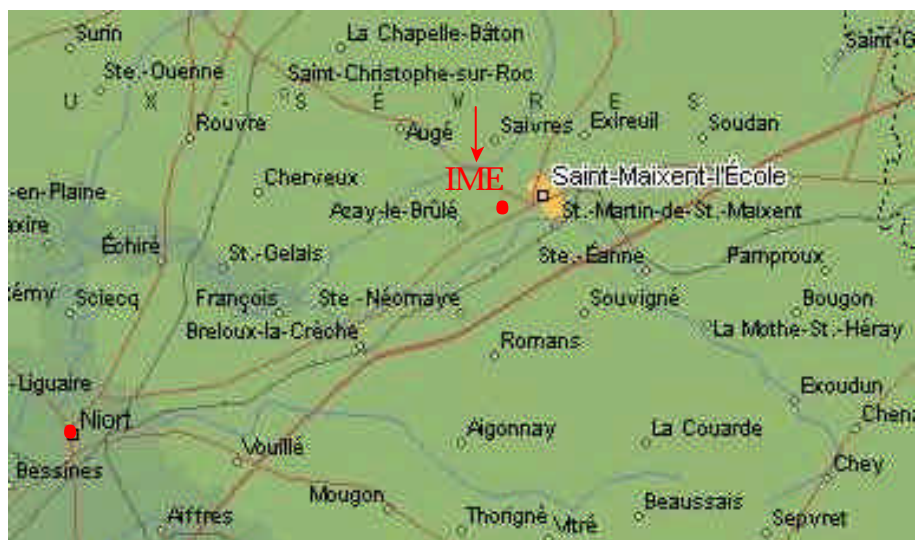 Surin
La Chapelle-Bâton
Saint-G
Ste.-Ouenne
Saint-Christophe-sur-Roc
U X - S É V R E S
Rouvre
Augé
Saivres
Exireuil
Soudan
IME
Saint-Maixent-l'École
-en-Plaine
Cherveux
Azay-le-Brûlé
St.-Martin-de-St.-Maixent
axire
Échiré
St.-Gelais
Ste.-Éanne
Pamproux
Rémy
Sciecq
François
Ste-Néomaye
Souvigné
Bougon
Breloux-la-Crèche
La Mothe-St.-Héray
Romans
-Liguaire
Exoudun
Niort
Chena
Aigonnay
La Couarde
Vouillé
Bessines
Chey
Mougon
Beaussais
Aiffres
Thorigné
Vitré
Sepvret